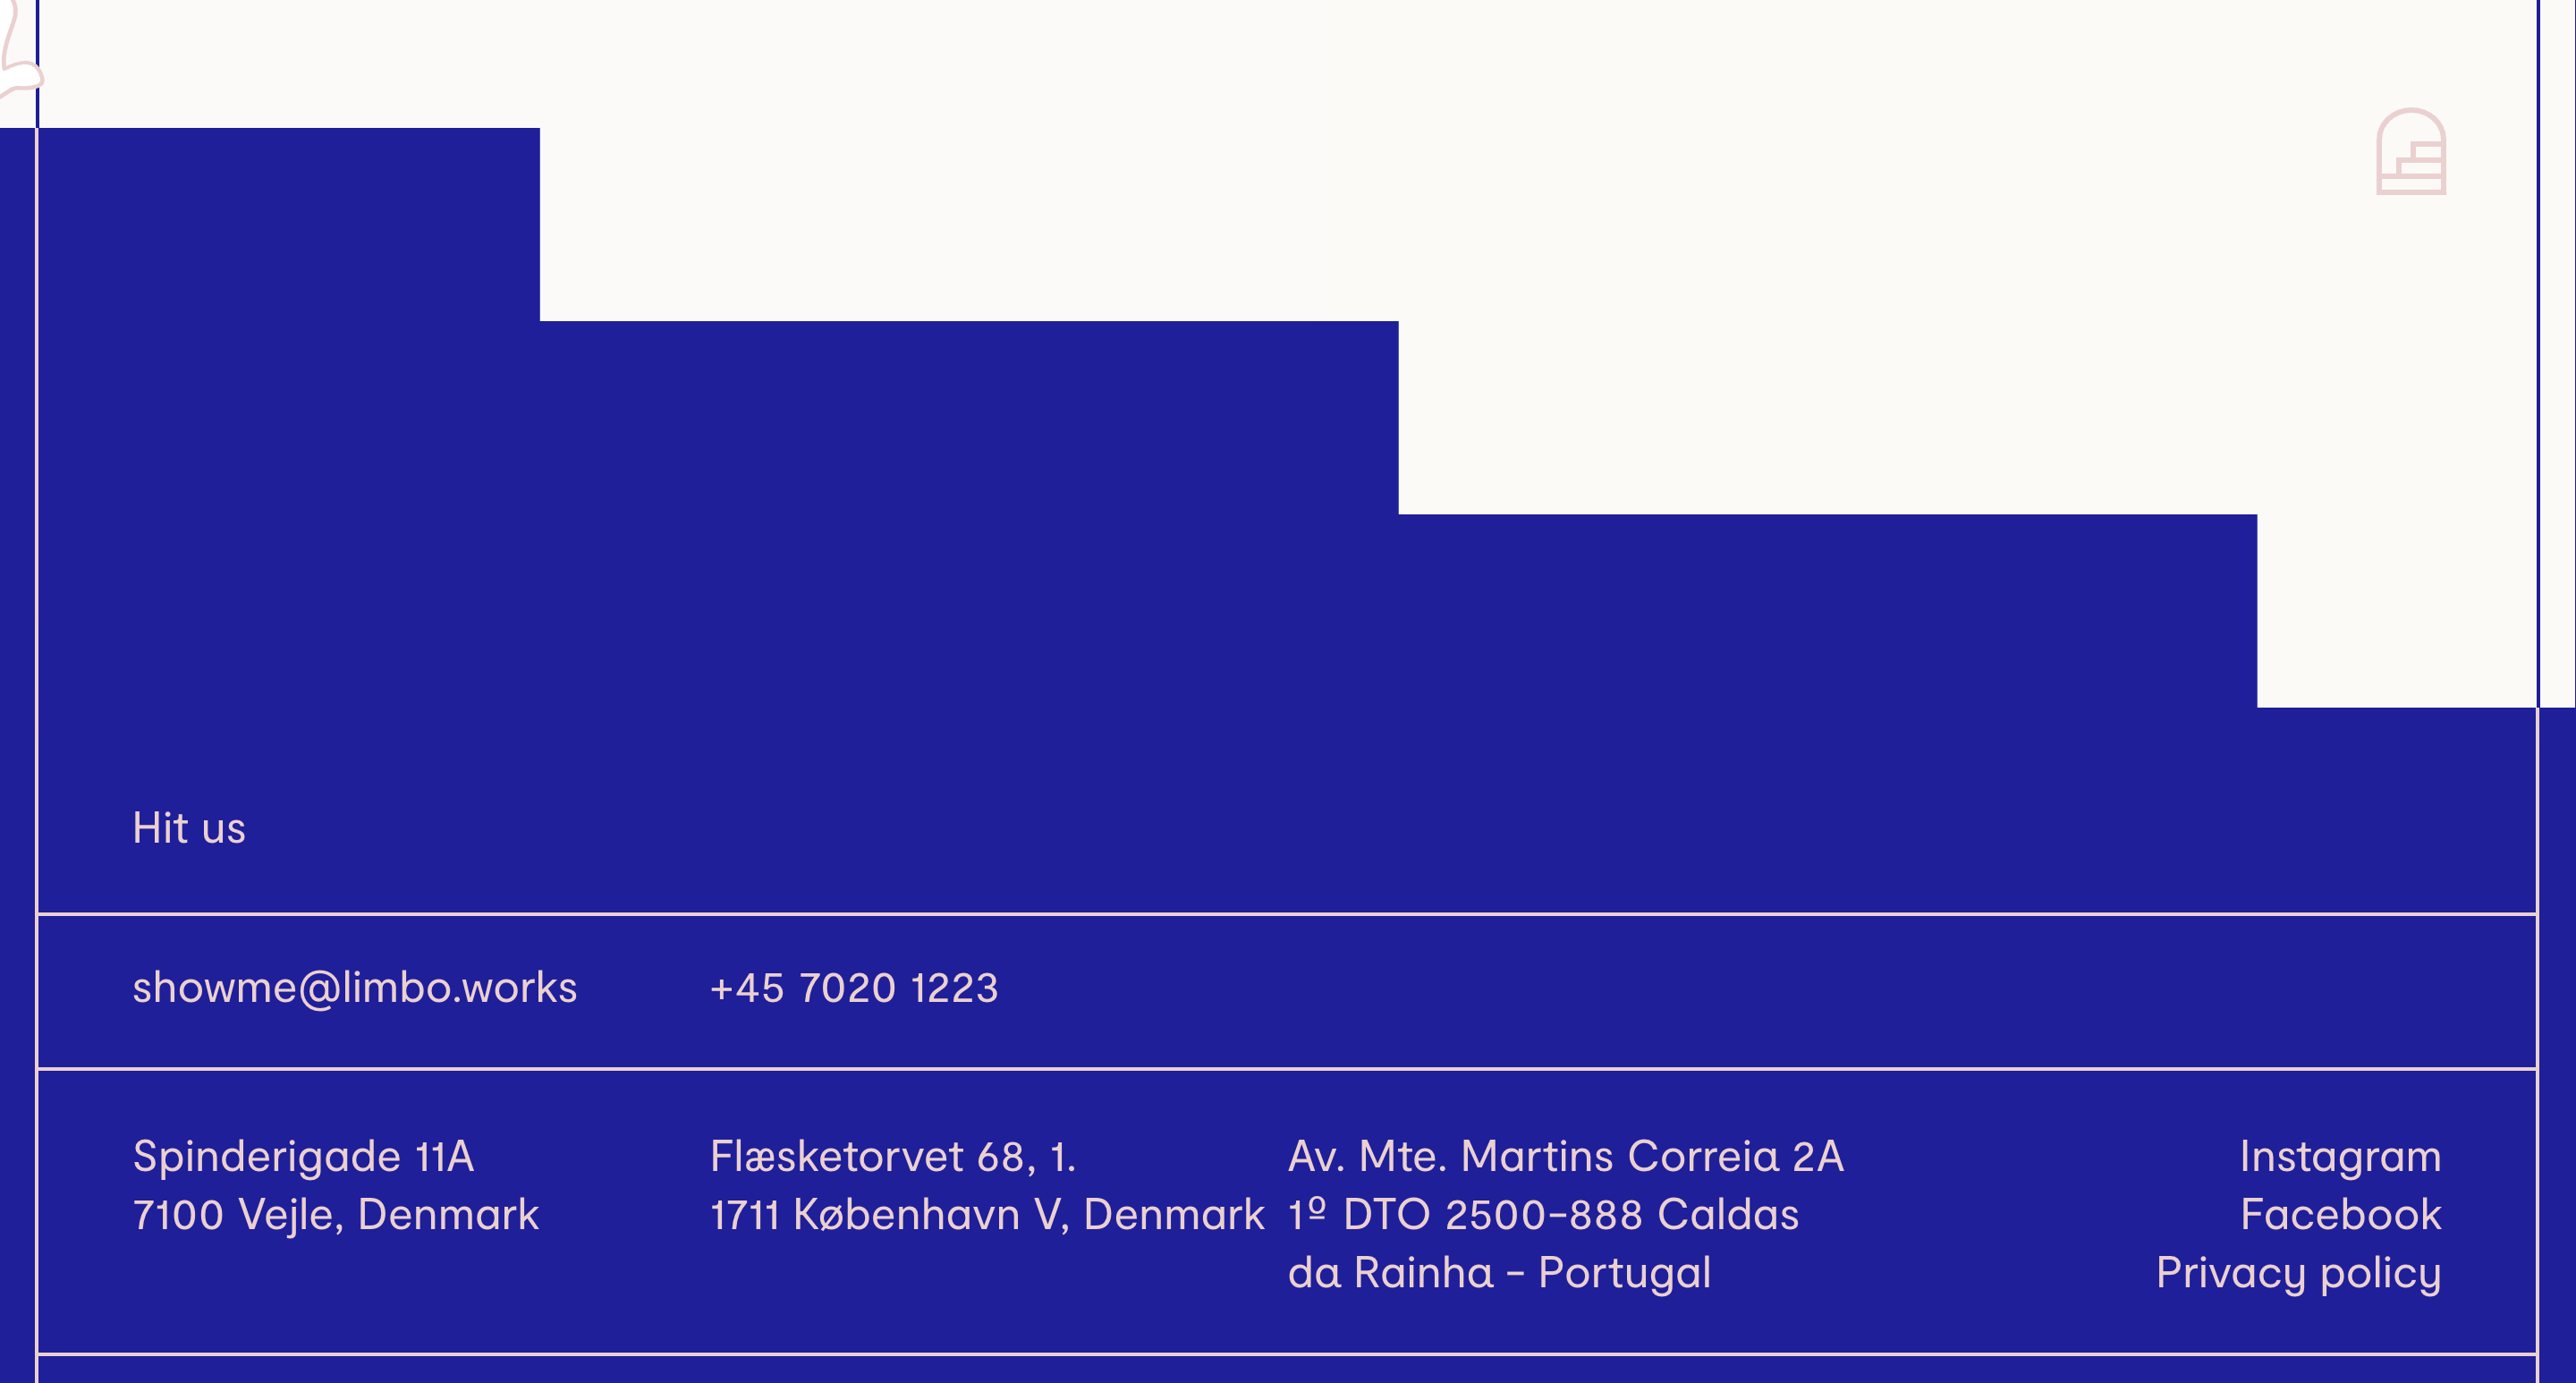 Hit us
showme@limbo.works
+45 7020 1223
Spinderigade 11A
7100 Vejle, Denmark
Flæsketorvet 68, 1.
1711 København V, Denmark
Av. Mte. Martins Correia 2A
1º DTO 2500-888 Caldas
da Rainha - Portugal
Instagram
Facebook
Privacy policy